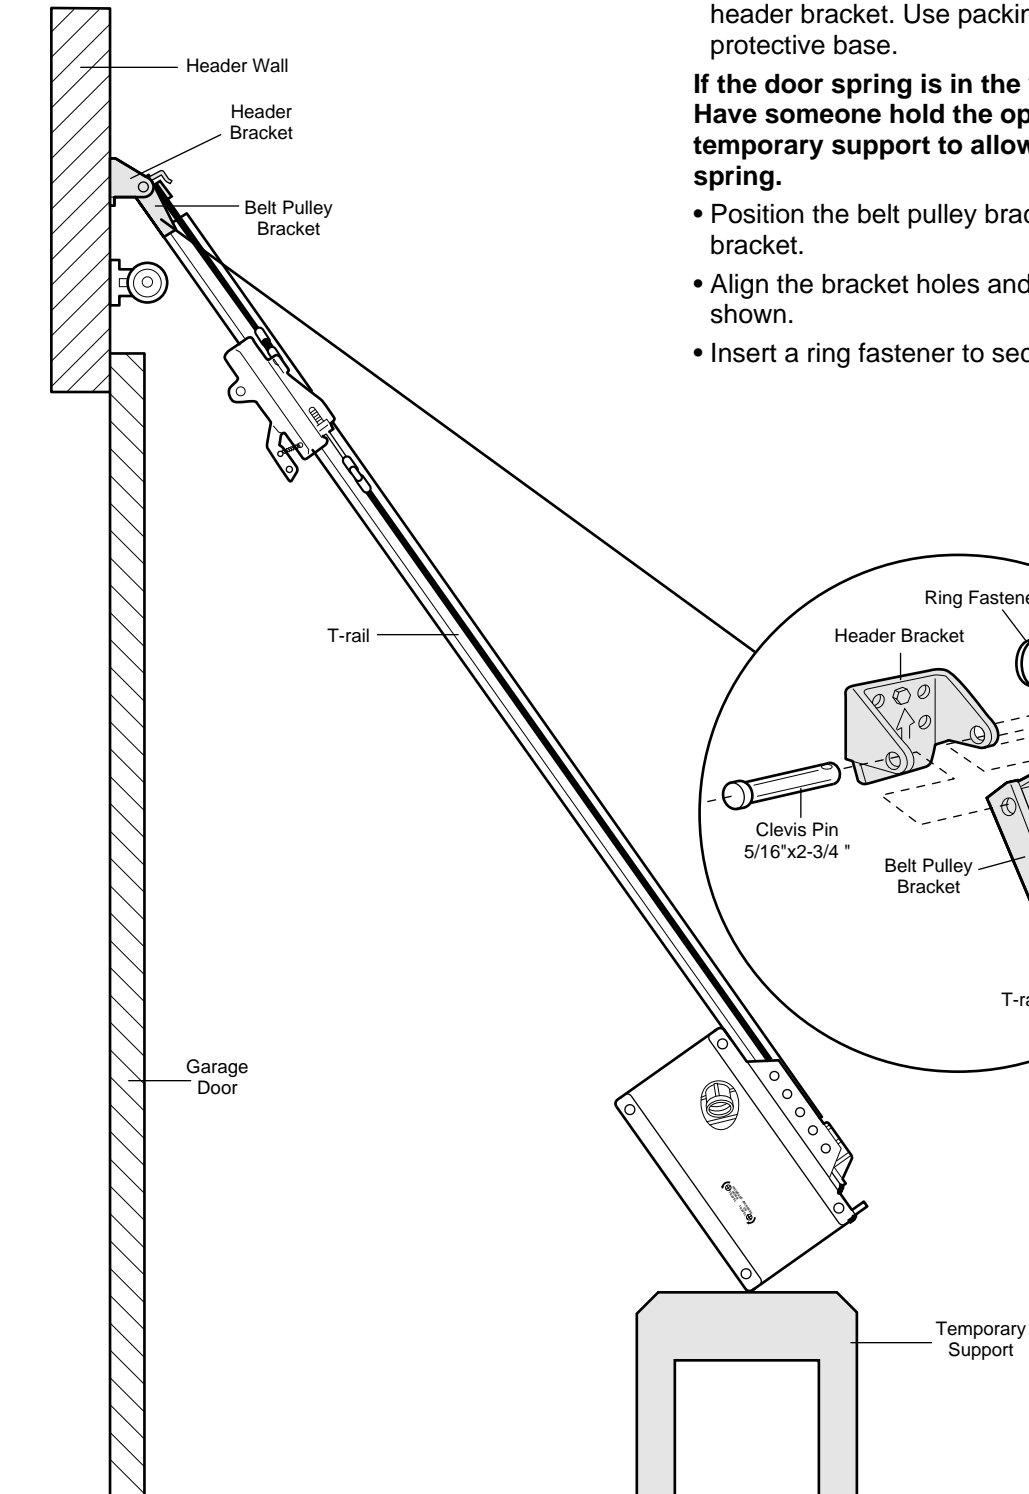 header bracket. Use packin
protective base.
If the door spring is in the
Have someone hold the op
temporary support to allow
spring.
• Position the belt pulley brac
bracket.
• Align the bracket holes and
shown.
• Insert a ring fastener to sec
Header Wall
Header
Bracket
Belt Pulley
Bracket
T-rail
Garage
Door
Ring Fastene
Header Bracket
Clevis Pin
5/16"x2-3/4 "
Belt Pulley
Bracket
T-ra
Temporary
Support